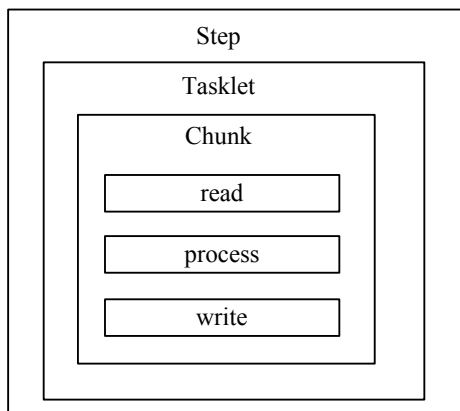 Step
Tasklet
Chunk
read
process
write